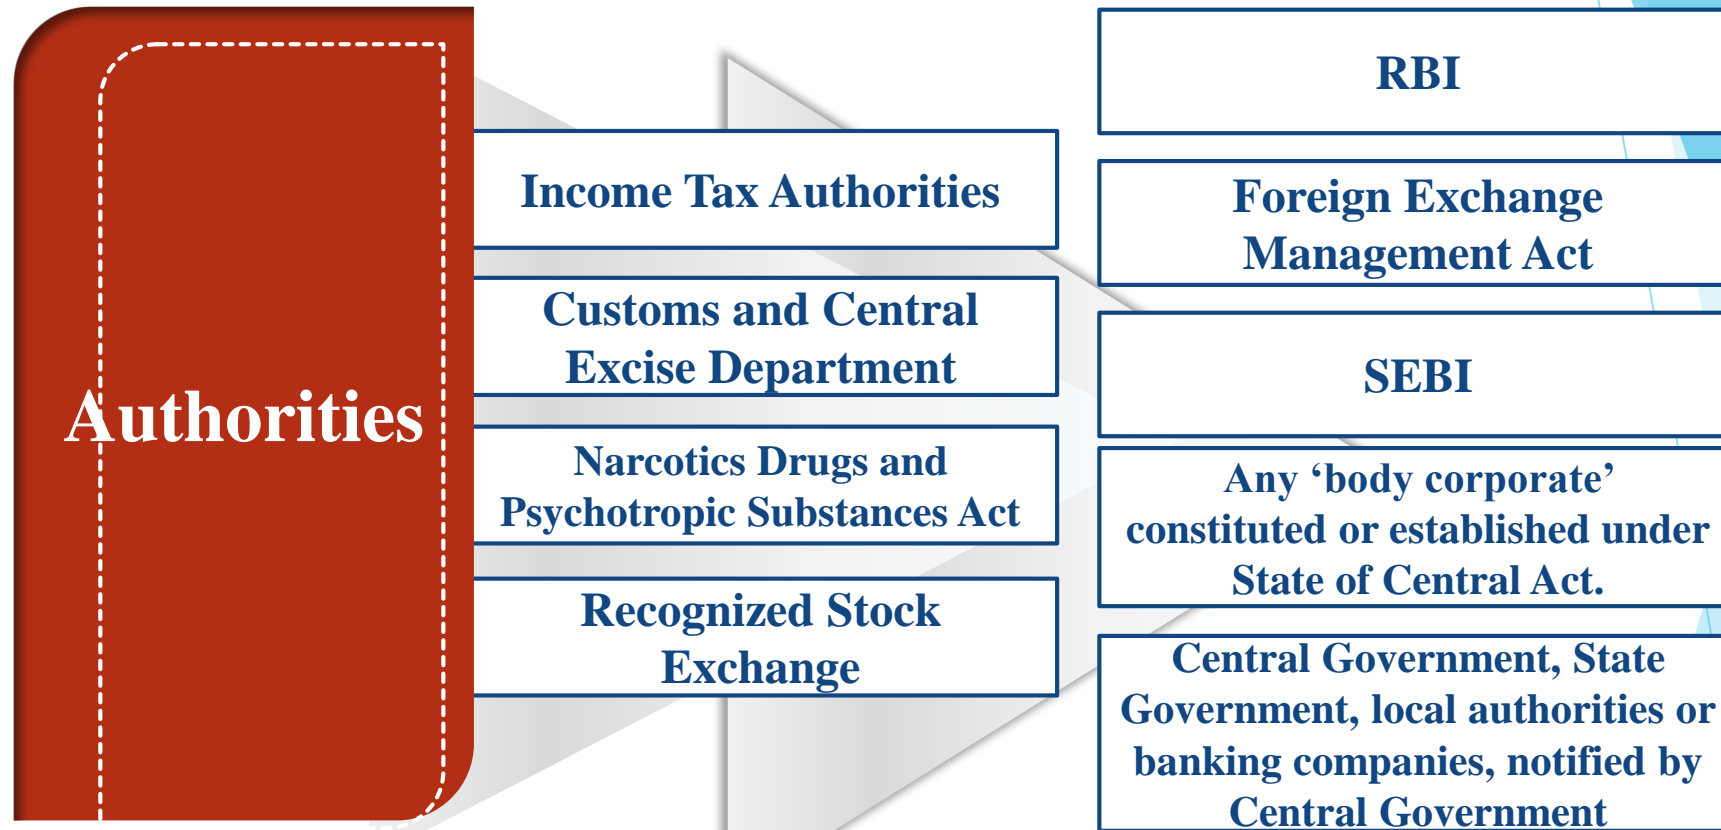 Authorities
Income Tax Authorities
Customs and Central
Excise Department
Narcotics Drugs and
Psychotropic Substances Act
Recognized Stock
Exchange
RBI
Foreign Exchange
Management Act
SEBI
Any ‘body corporate’
constituted or established under
State of Central Act.
Central Government, State
Government, local authorities or
banking companies, notified by
Central Government